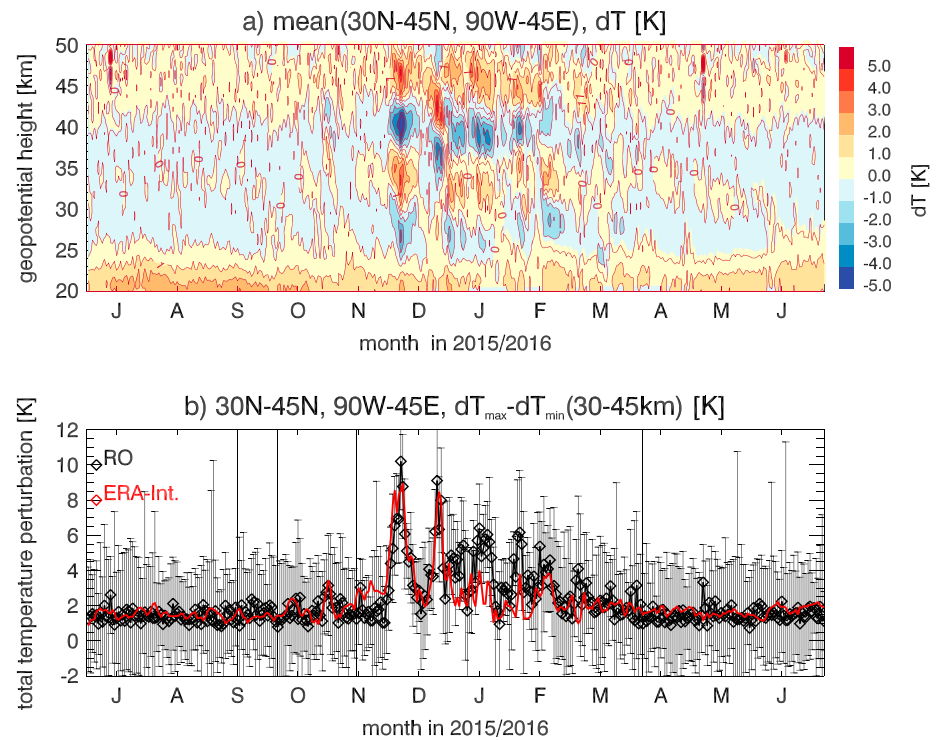 a) mean(30N-45N, 90W-45E), dT [K]
geopotential height [km]
50
45
40
35
30
25
20
J A S O N D J F M A M J
month in 2015/2016
5.0
4.0
3.0
2.0
1.0
0.0
-1.0
-2.0
-3.0
-4.0
-5.0
dT [K]
b) 30N-45N, 90W-45E, dTmax-dTmin(30-45km) [K]
total temperature perturbation [K]
12
10
8
6
4
2
0
-2
RO
ERA-Int.
J A S O N D J F M A M J
month in 2015/2016